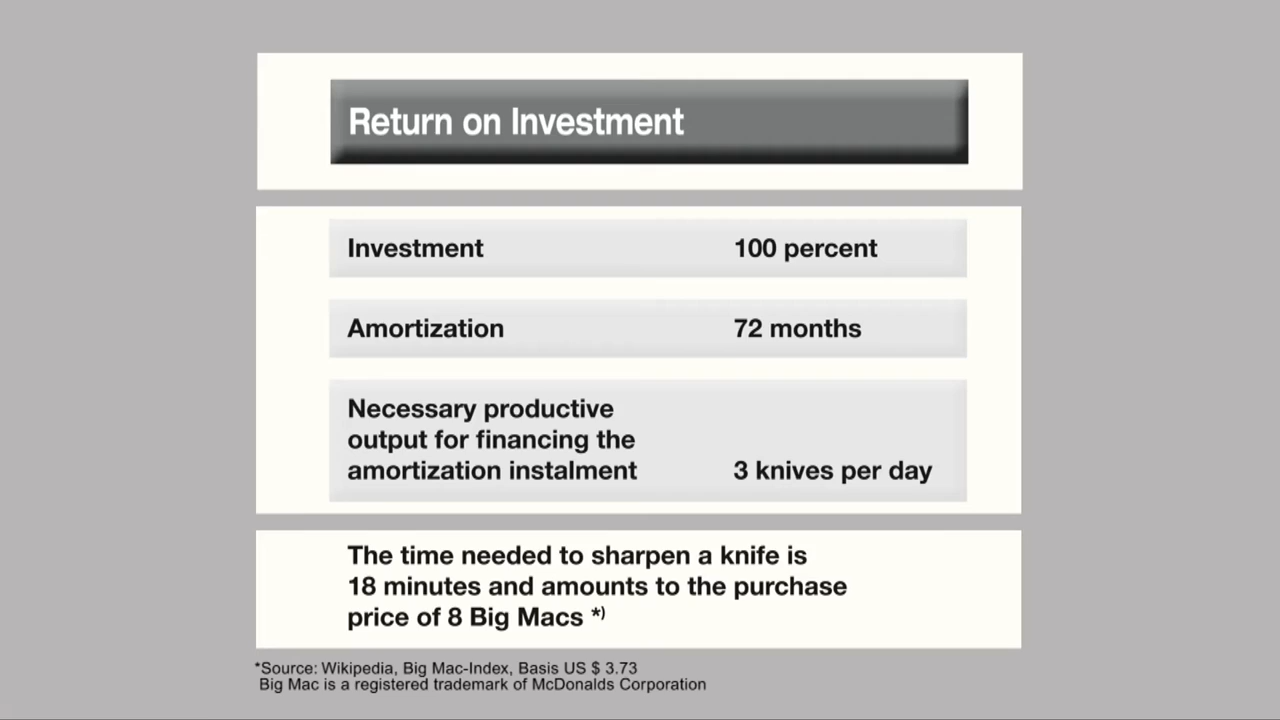 Return on Investment
Investment 100 percent
Amortization 72 months
Necessary productive
output for financing the
amortization instalment 3 knives per day
The time needed to sharpen a knife is
18 minutes and amounts to the purchase
price of 8 Big Macs *)
*Source: Wikipedia, Big Mac-Index, Basis US $ 3.73
Big Mac is a registered trademark of McDonalds Corporation